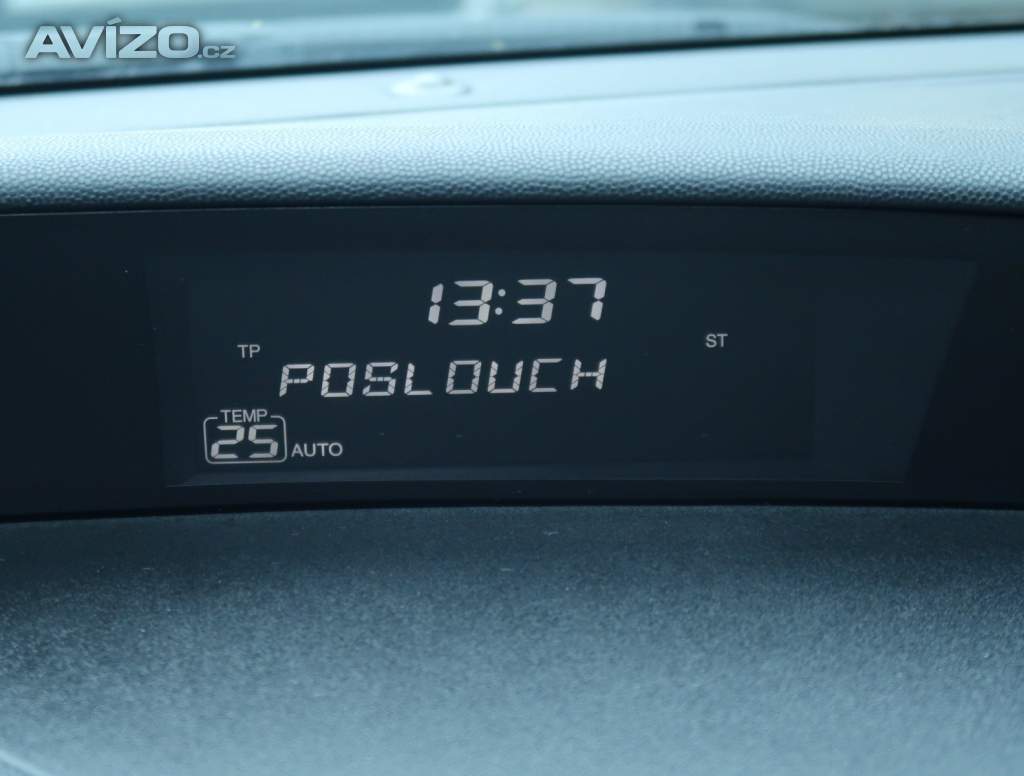 AVÍZO.cz
13:37
TP
ST
POSLOUCH
TEMP
25 AUTO